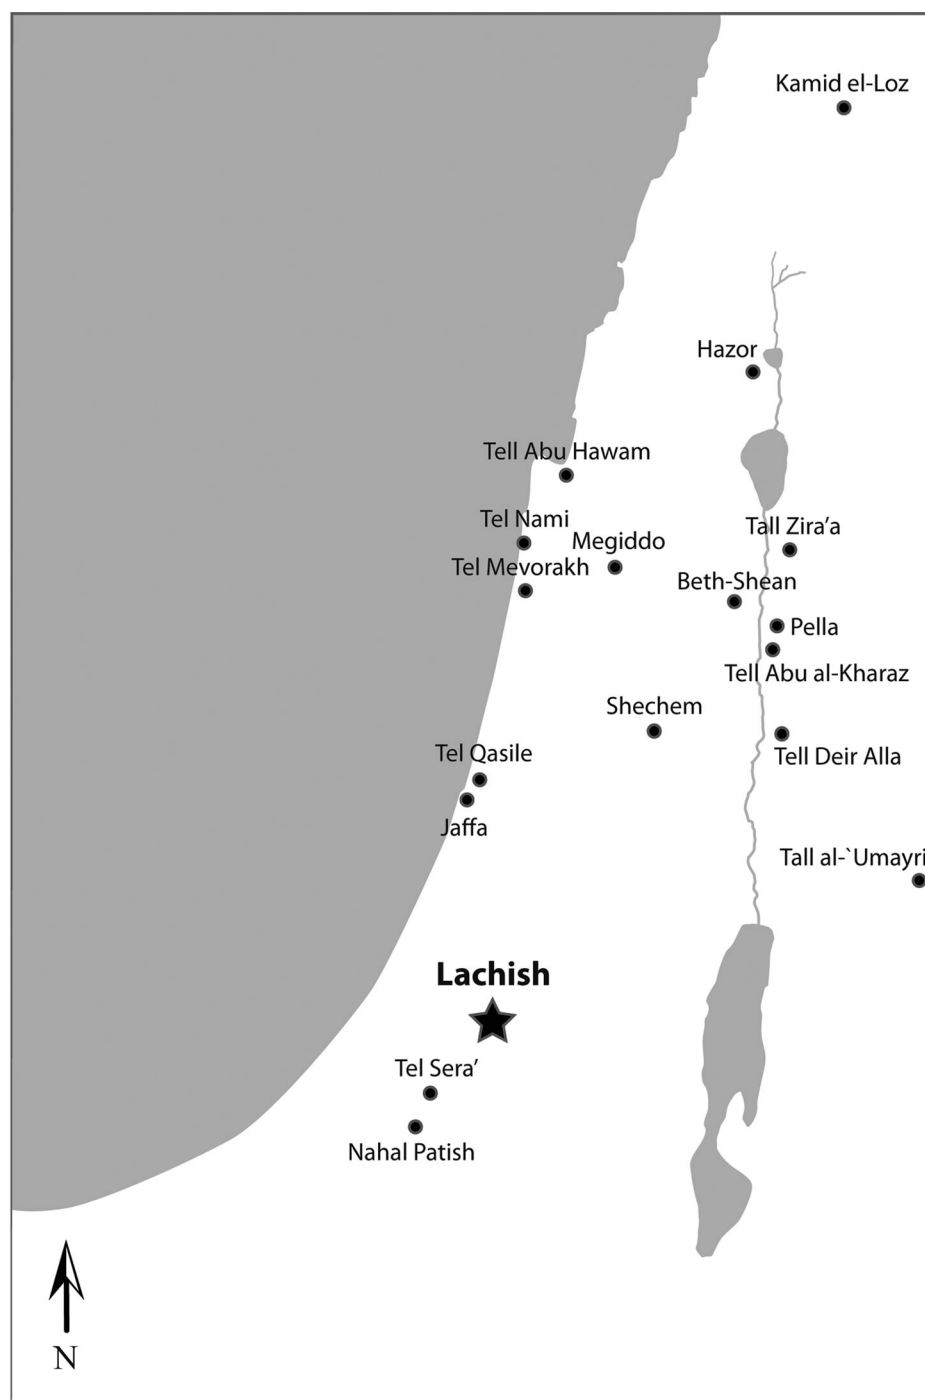 Kamid el-Loz
Hazor
Tell Abu Hawam
Tel Nami
Tall Zira’a
Megiddo
Tel Mevorakh
Beth-Shean
Pella
Tell Abu al-Kharaz
Shechem
Tel Qasile
Tell Deir Alla
Jaffa
Tall al-`Umayri
Lachish
Tel Sera’
Nahal Patish
N